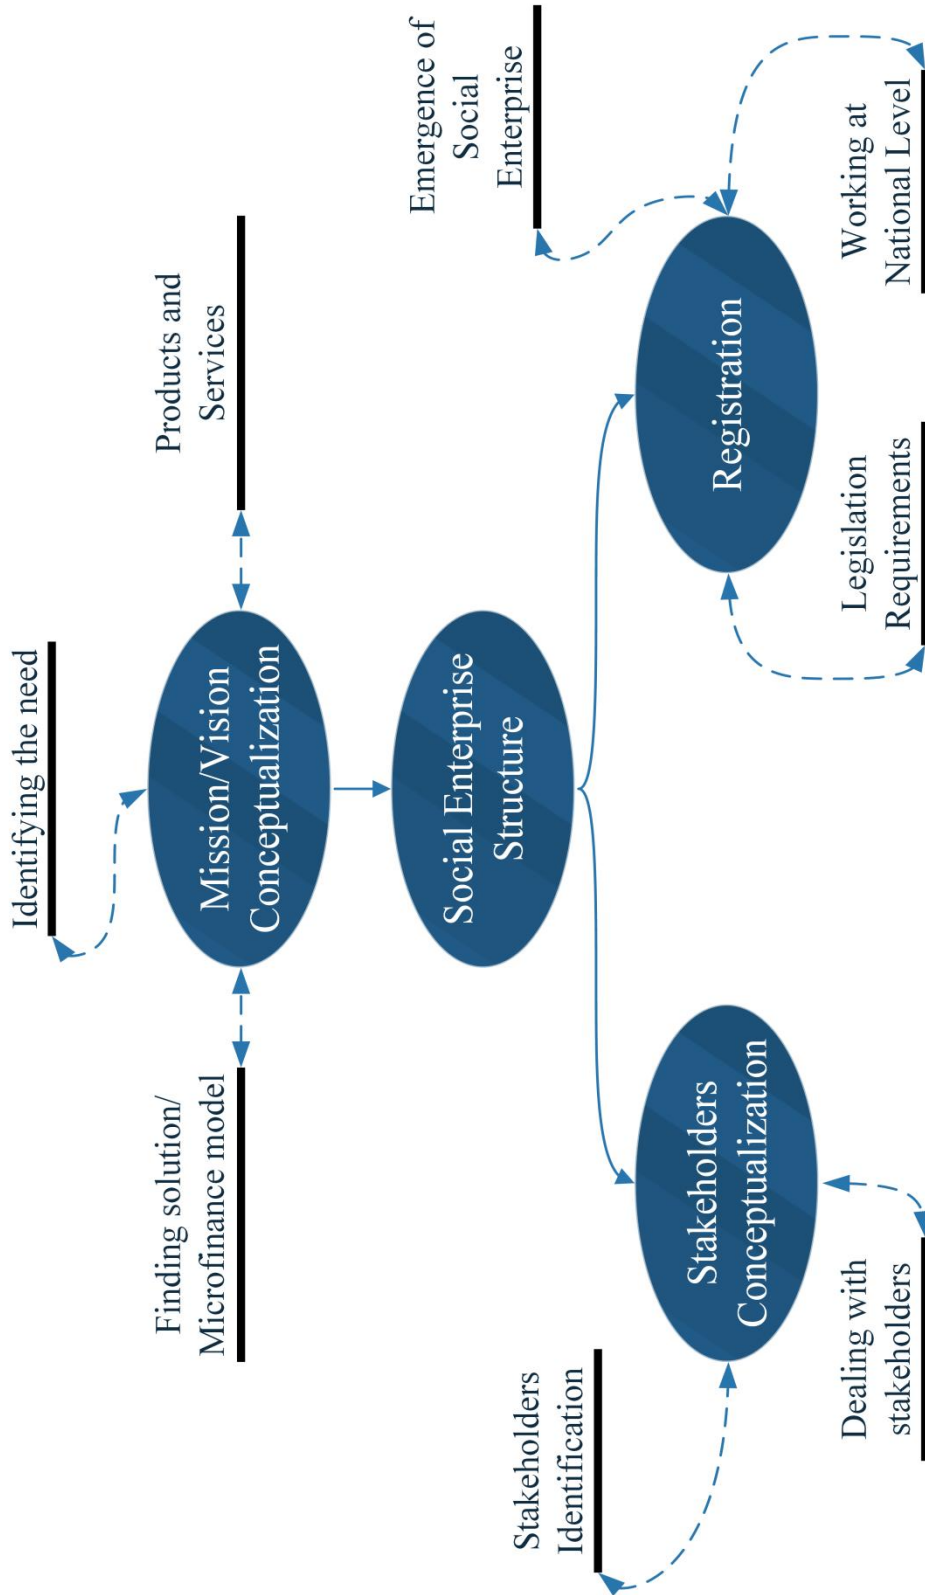 Identifying the need
Finding solution/
Microfinance model
Mission/Vision
Conceptualization
Products and
Services
Social Enterprise
Structure
Stakeholders
Identification
Stakeholders
Conceptualization
Dealing with
stakeholders
Emergence of
Social
Enterprise
Registration
Legislation
Requirements
Working at
National Level